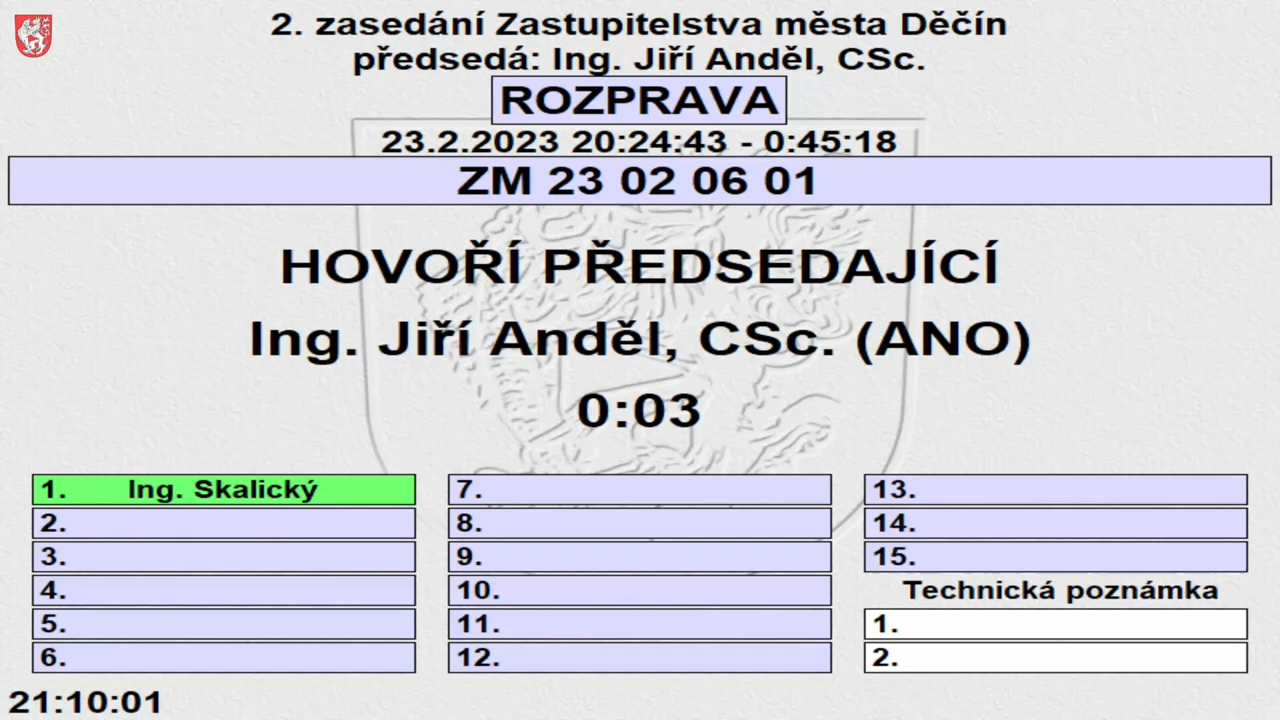 2. zasedání Zastupitelstva města Děčín
předsedá: Ing. Jiří Anděl, CSc.
ROZPRAVA
23.2.2023 20:24:43 - 0:45:18
ZM 23 02 06 01
HOVOŘÍ PŘEDSEDAJÍCÍ
Ing. Jiří Anděl, CSc. (ANO)
0:03
1. Ing. Skalický
2.
3.
4.
5.
6.
7.
8.
9.
10.
11.
12.
13.
14.
15.
Technická poznámka
1.
2.
21:10:01